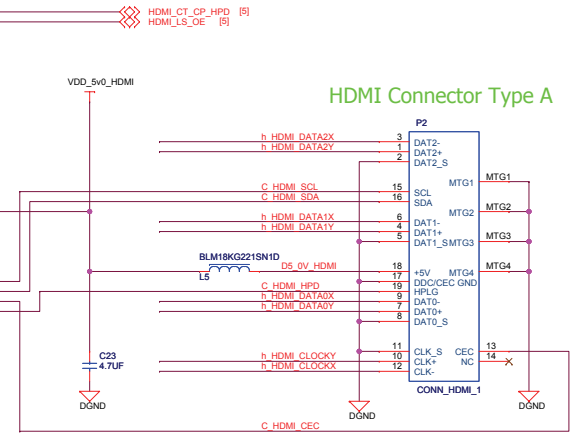 HDMI_CT_CP_HPD [5]
HDMI_LS_OE [5]
VDD_5v0_HDMI
HDMI Connector Type A
P2
h_HDMI_DATA2X 3 DAT2-
h_HDMI_DATA2Y 1 DAT2+
2 DAT2_S
MTG1 MTG1
C_HDMI_SCL 15 SCL
C_HDMI_SDA 16 SDA
MTG2 MTG2
h_HDMI_DATA1X 6 DAT1-
h_HDMI_DATA1Y 4 DAT1+
5 DAT1_S MTG3 MTG3
BLM18KG221SN1D
L5
D5_0V_HDMI 18 +5V MTG4 MTG4
17 DDC/CEC GND
C_HDMI_HPD 19 HPLG
h_HDMI_DATA0X 9 DAT0-
h_HDMI_DATA0Y 7 DAT0+
8 DAT0_S
C23
4.7UF
11 CLK_S CEC 13
h_HDMI_CLOCKY 10 CLK+ NC 14
h_HDMI_CLOCKX 12 CLK-
CONN_HDMI_1
DGND
DGND
DGND
C_HDMI_CEC